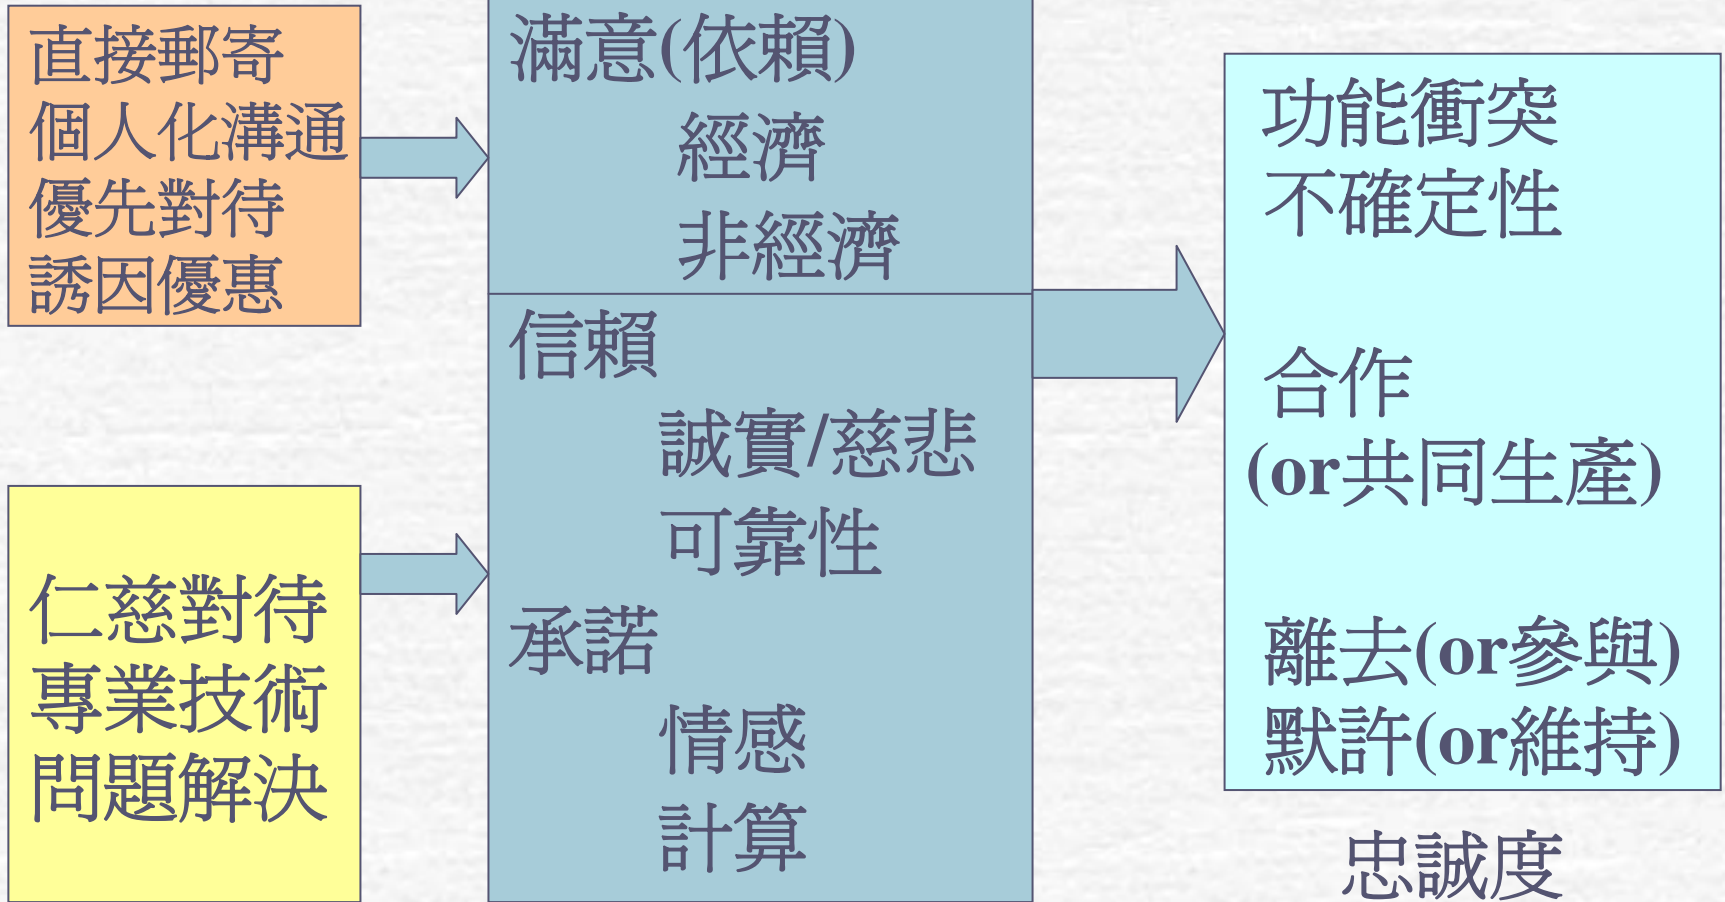 直接郵寄
個人化溝通
優先對待
誘因優惠
仁慈對待
專業技術
問題解決
滿意(依賴)
經濟
非經濟
信賴
誠實/慈悲
可靠性
承諾
情感
計算
功能衝突
不確定性
合作
(or共同生產)
離去(or參與)
默許(or維持)
忠誠度